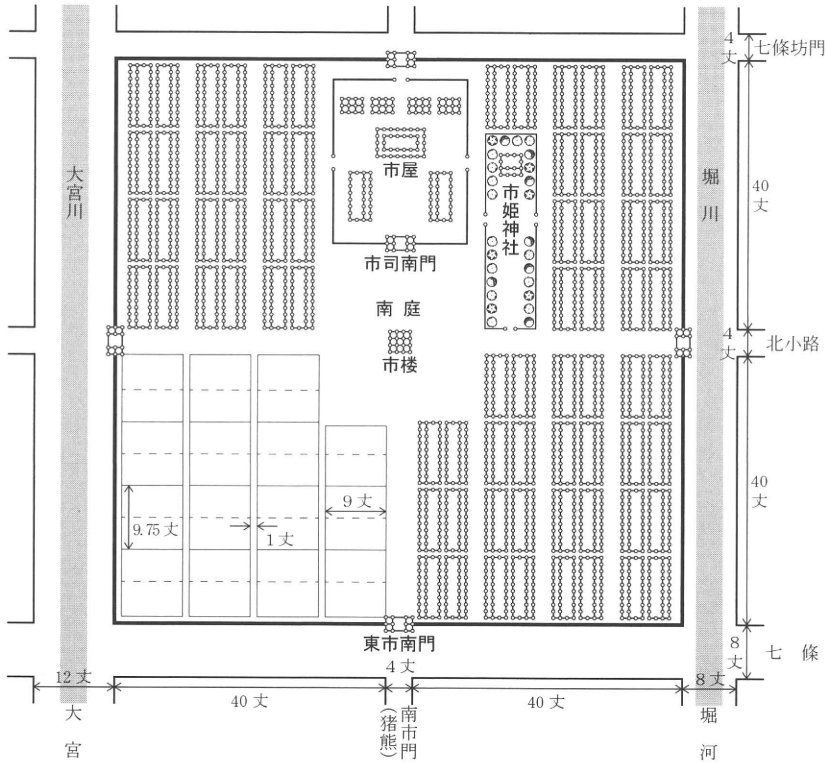 4丈
七條坊門
大宮川
堀川
40丈
市屋
市姫神社
市司南門
南庭
市楼
4丈
北小路
40丈
9丈
9.75丈
1丈
東市南門
8丈
七條
12丈
4丈
8丈
40丈
40丈
大宮
南市門
(猪熊)
堀河